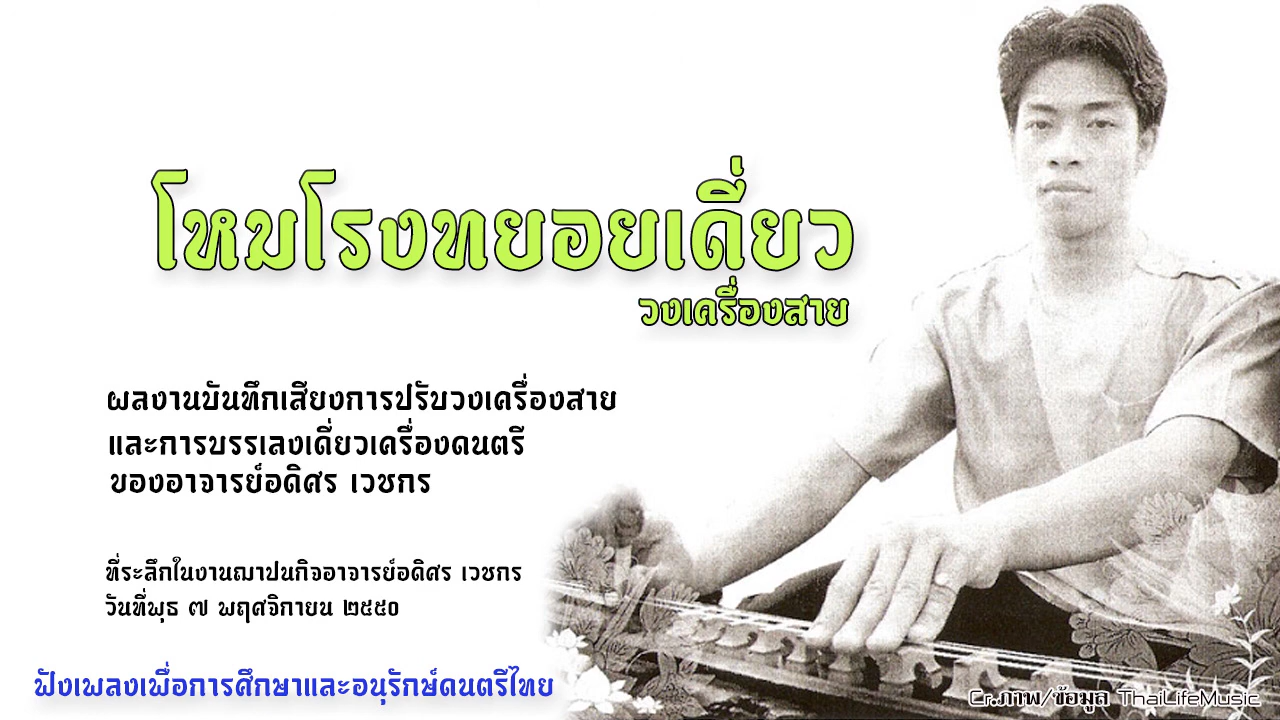 โหมโรงทยอยเดี่ยว
วงเครื่องสาย
ผลงานบันทึกเสียงการปรับวงเครื่องสาย
และการบรรเลงเดี่ยวเครื่องดนตรี
ของอาจารย์อดิศร เวชกร
ที่ระลึกในงานฌาปนกิจอาจารย์อดิศร เวชกร
วันที่พุธ ๗ พฤศจิกายน ๒๕๕๐
ฟังเพลงเพื่อการศึกษาและอนุรักษ์ดนตรีไทย
Cr.ภาพ/ข้อมูล ThaiLifeMusic